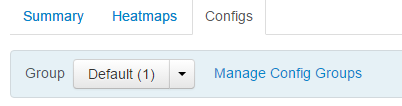 Summary Heatmaps Configs
Group Default (1) Manage Config Groups